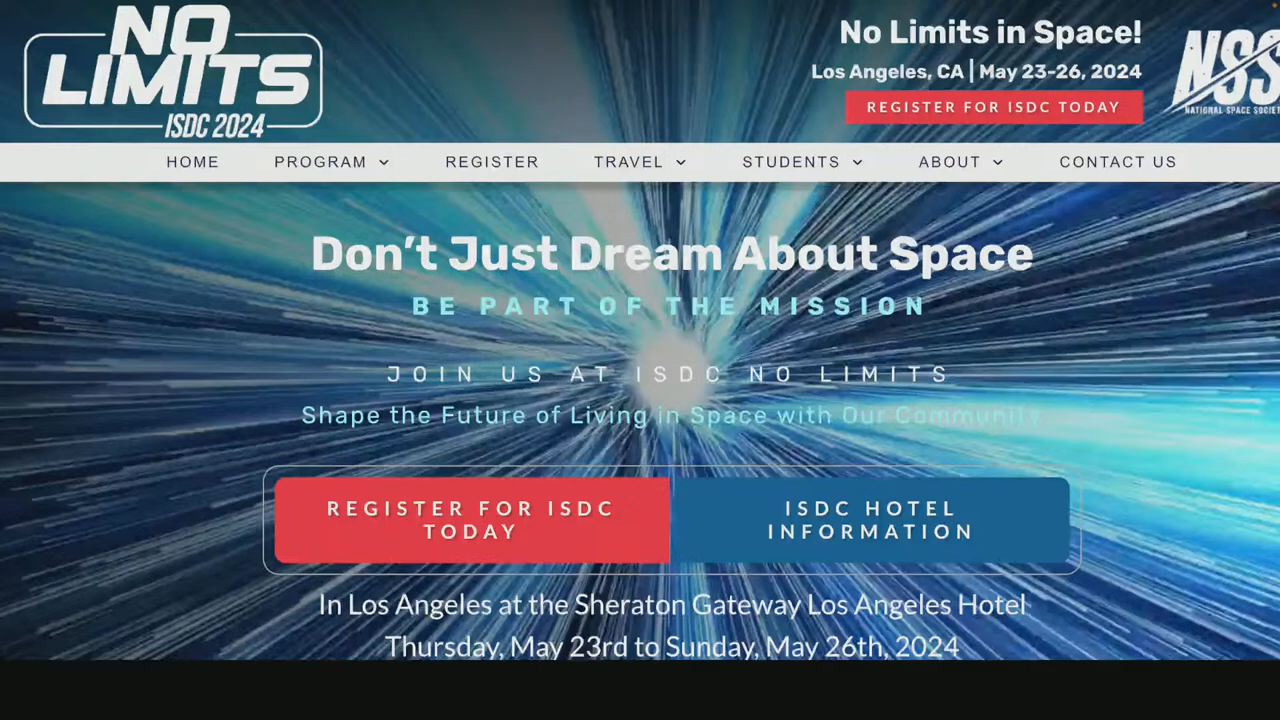 NO
LIMITS
ISDC 2024
No Limits in Space!
Los Angeles, CA | May 23-26, 2024
REGISTER FOR ISDC TODAY
NSS
NATIONAL SPACE SOCIET
HOME PROGRAM REGISTER TRAVEL STUDENTS ABOUT CONTACT US
Don't Just Dream About Space
BE PART OF THE MISSION
JOIN US AT ISDC NO LIMITS
Shape the Future of Living in Space with Our Community
REGISTER FOR ISDC
TODAY
ISDC HOTEL
INFORMATION
In Los Angeles at the Sheraton Gateway Los Angeles Hotel
Thursday, May 23rd to Sunday, May 26th, 2024